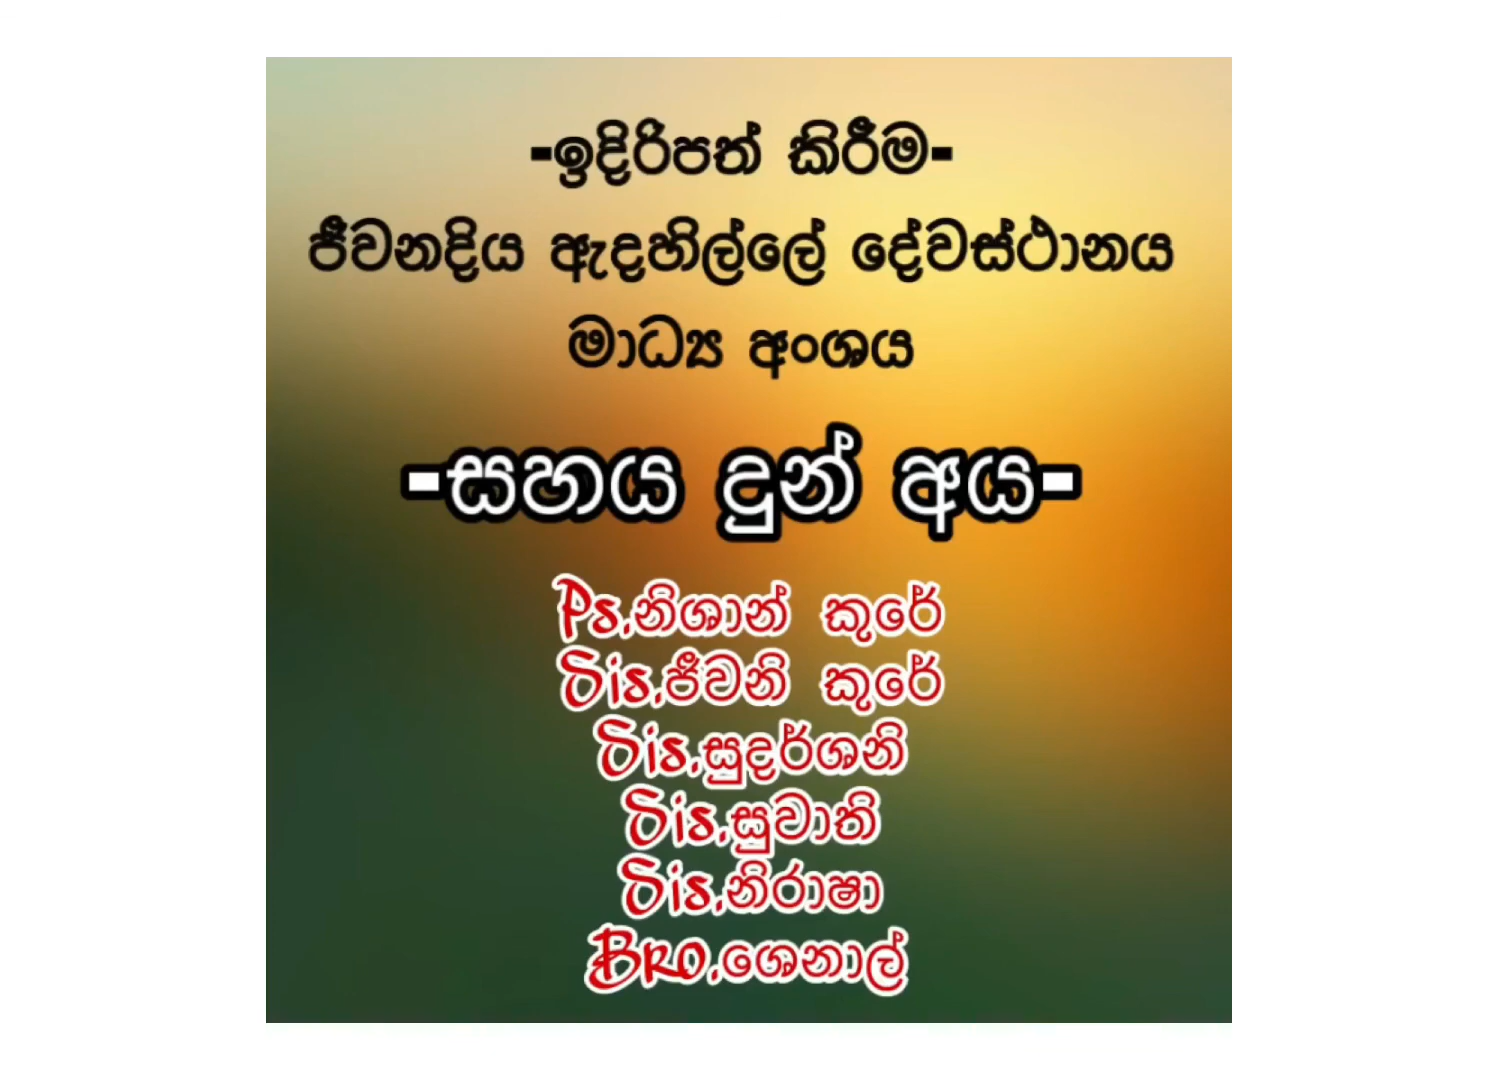 -ඉදිරිපත් කිරීම-
ජීවනදිය ඇදහිල්ලේ දේවස්ථානය
මාධ්‍ය අංශය
-සහය දුන් අය-
Ps.නිශාන් කුරේ
Sis.ජීවනි කුරේ
Sis.සුදර්ශනි
Sis.සුවාති
Sis.නිරාෂා
Bro.ශෙනාල්